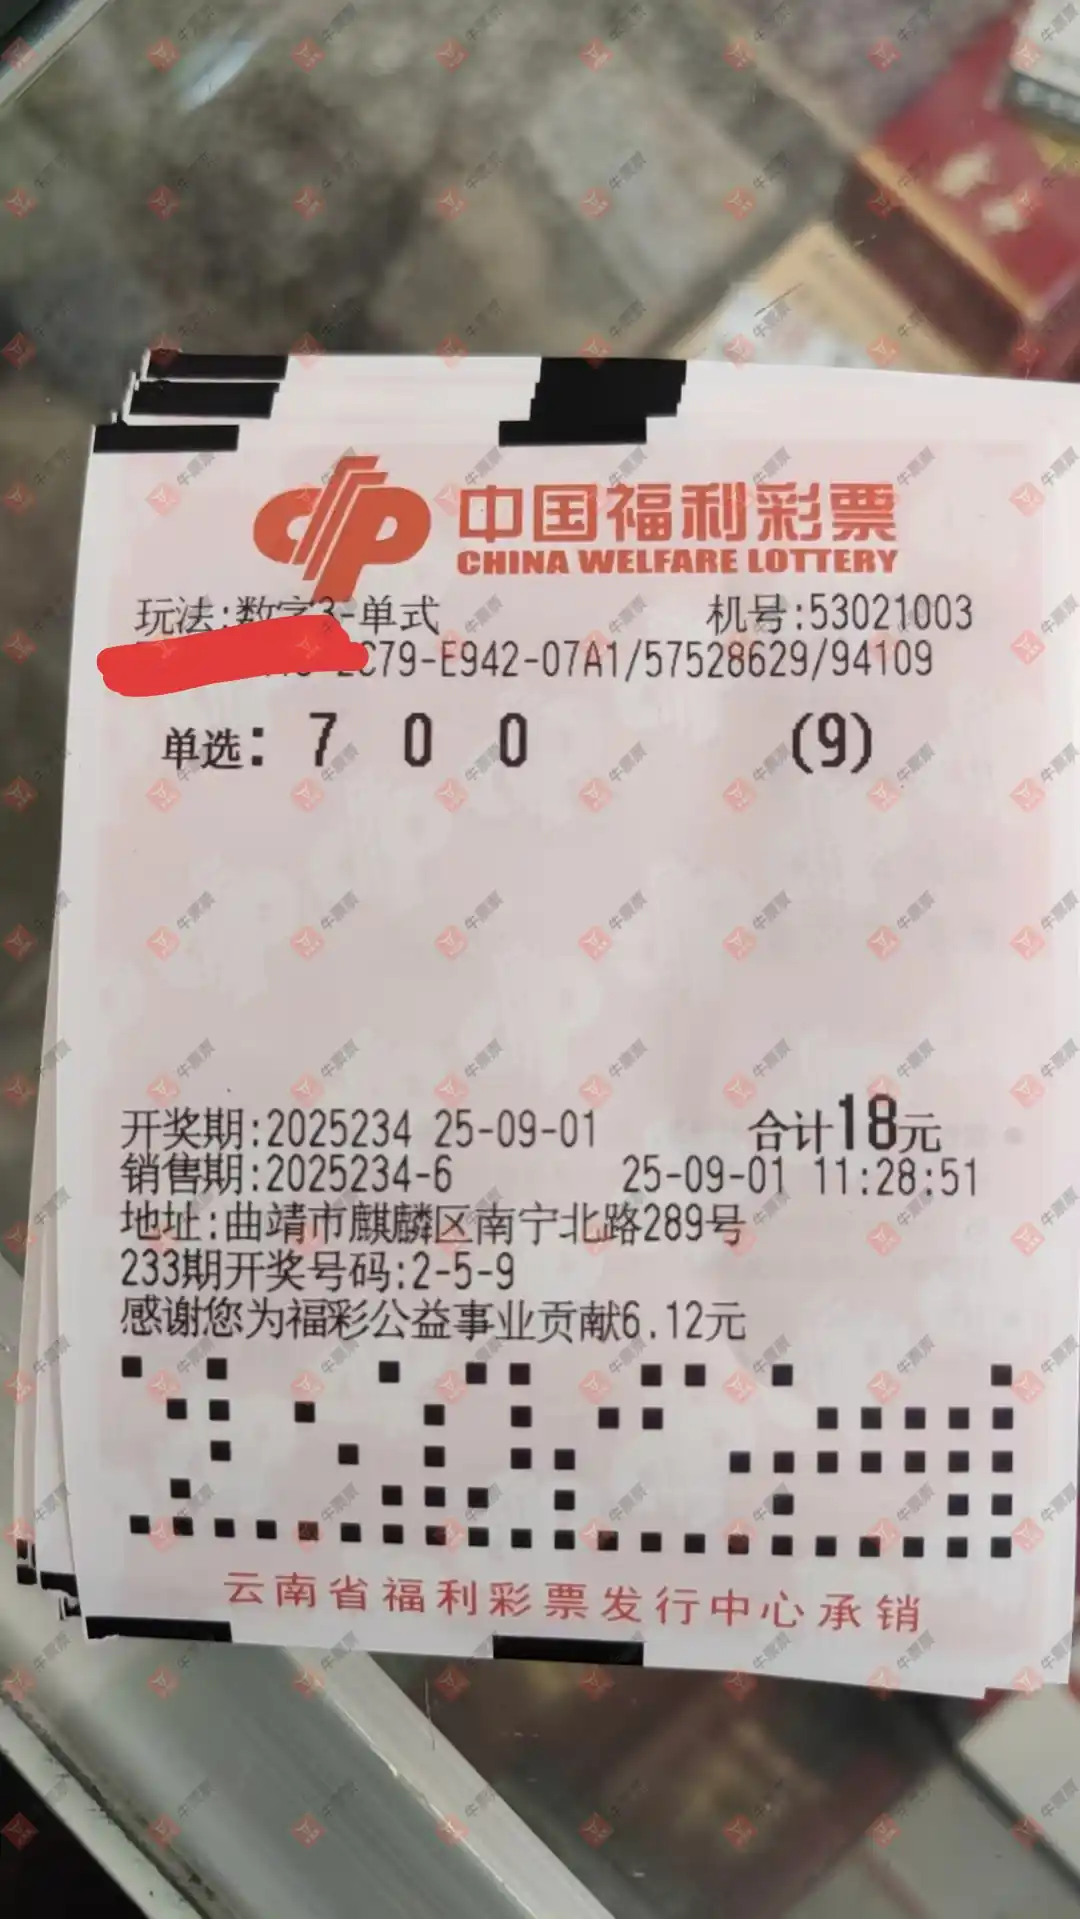 中国福利彩票
CHINA WELFARE LOTTERY
玩法:数字3-单式 机号:53021003
2C79-E942-07A1/57528629/94109
单选: 7 0 0 (9)
开奖期:2025234 25-09-01 合计18元
销售期:2025234-6 25-09-01 11:28:51
地址:曲靖市麒麟区南宁北路289号
233期开奖号码:2-5-9
感谢您为福彩公益事业贡献6.12元
云南省福利彩票发行中心承销
牛票票